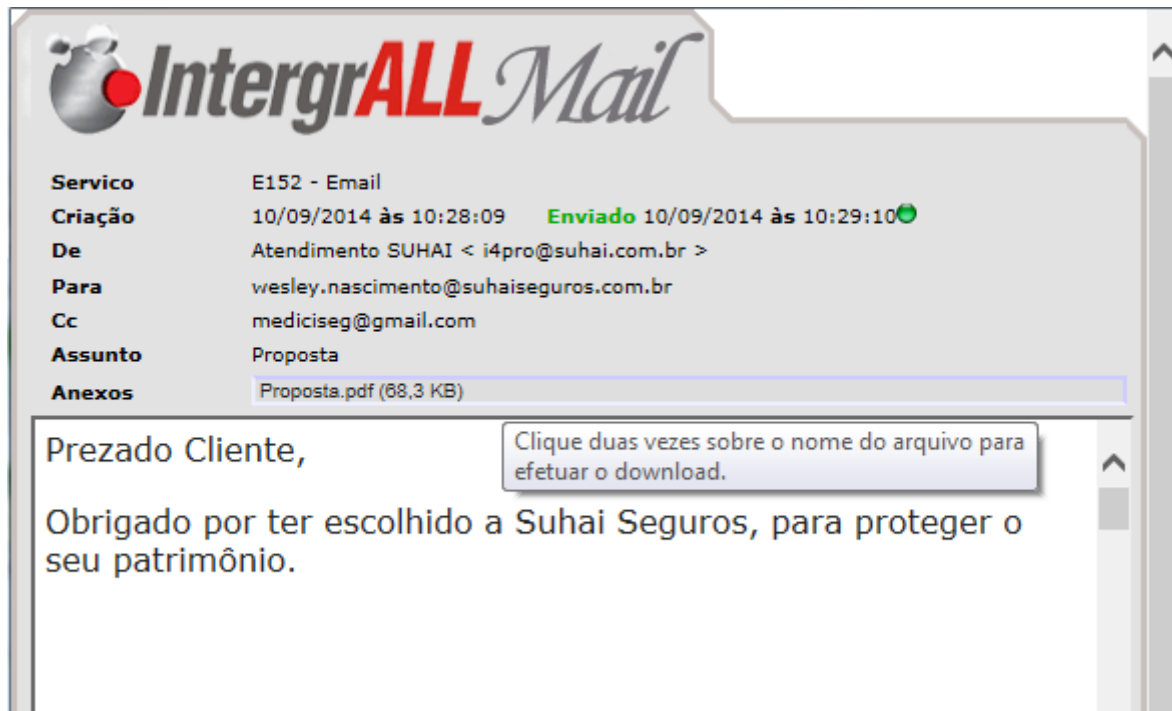 IntergrALL Mail
Servico E152 - Email
Criação 10/09/2014 às 10:28:09 Enviado 10/09/2014 às 10:29:10
De Atendimento SUHAI < i4pro@suhai.com.br >
Para wesley.nascimento@suhaiseguros.com.br
Cc mediciseg@gmail.com
Assunto Proposta
Anexos Proposta.pdf (68,3 KB)
Clique duas vezes sobre o nome do arquivo para
efetuar o download.
Prezado Cliente,
Obrigado por ter escolhido a Suhai Seguros, para proteger o
seu patrimônio.